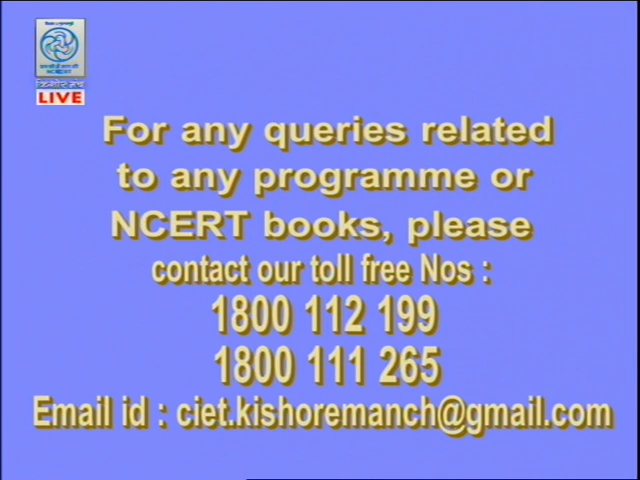 NCERT
किशोर मंच
LIVE
For any queries related
to any programme or
NCERT books, please
contact our toll free Nos :
1800 112 199
1800 111 265
Email id : ciet.kishoremanch@gmail.com